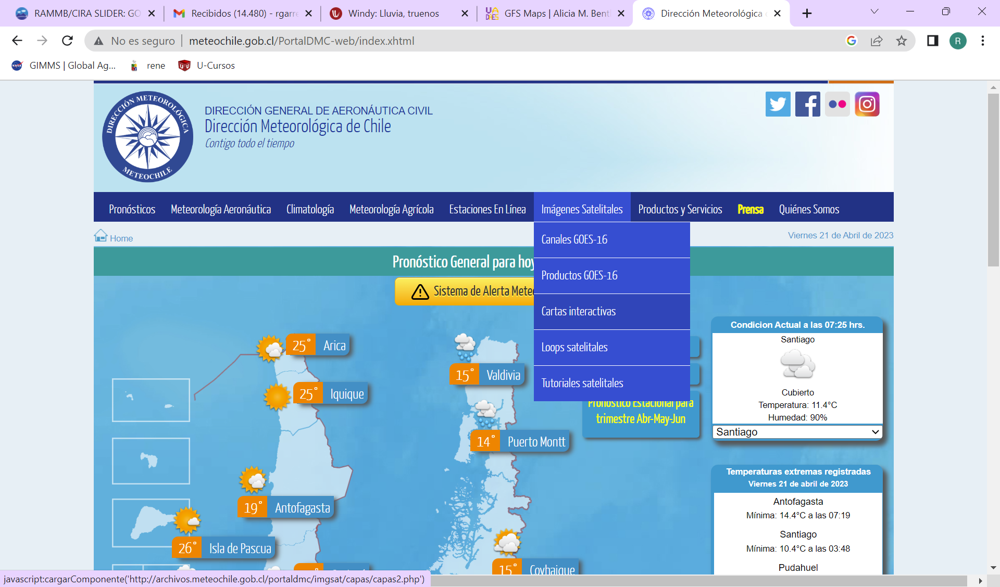 RAMMB/CIRA SLIDER: GO
Recibidos (14.480) - rgarre
Windy: Lluvia, truenos
GFS Maps | Alicia M. Bent
Dirección Meteorológica
No es seguro
meteochile.gob.cl/PortalDMC-web/index.xhtml
R
GIMMS | Global Ag...
rene
U-Cursos
DIRECCIÓN METEOROLÓGICA
METEOCHILE
DIRECCIÓN GENERAL DE AERONÁUTICA CIVIL
Dirección Meteorológica de Chile
Contigo todo el tiempo
Pronósticos
Meteorología Aeronáutica
Climatología
Meteorología Agrícola
Estaciones En Línea
Imágenes Satelitales
Productos y Servicios
Prensa
Quiénes Somos
Home
Viernes 21 de Abril de 2023
Canales GOES-16
Productos GOES-16
Cartas interactivas
Loops satelitales
Tutoriales satelitales
Pronóstico General para hoy
Sistema de Alerta Mete
25° Arica
25° Iquique
19° Antofagasta
26° Isla de Pascua
15° Valdivia
14° Puerto Montt
15° Coyhaique
Pronóstico Estacional para
trimestre Abr-May-Jun
Condicion Actual a las 07:25 hrs.
Santiago
Cubierto
Temperatura: 11.4°C
Humedad: 90%
Santiago
Temperaturas extremas registradas
Viernes 21 de abril de 2023
Antofagasta
Mínima: 14.4°C a las 07:19
Santiago
Mínima: 10.4°C a las 03:48
Pudahuel
javascript:cargarComponente('http://archivos.meteochile.gob.cl/portaldmc/imgsat/capas/capas2.php')